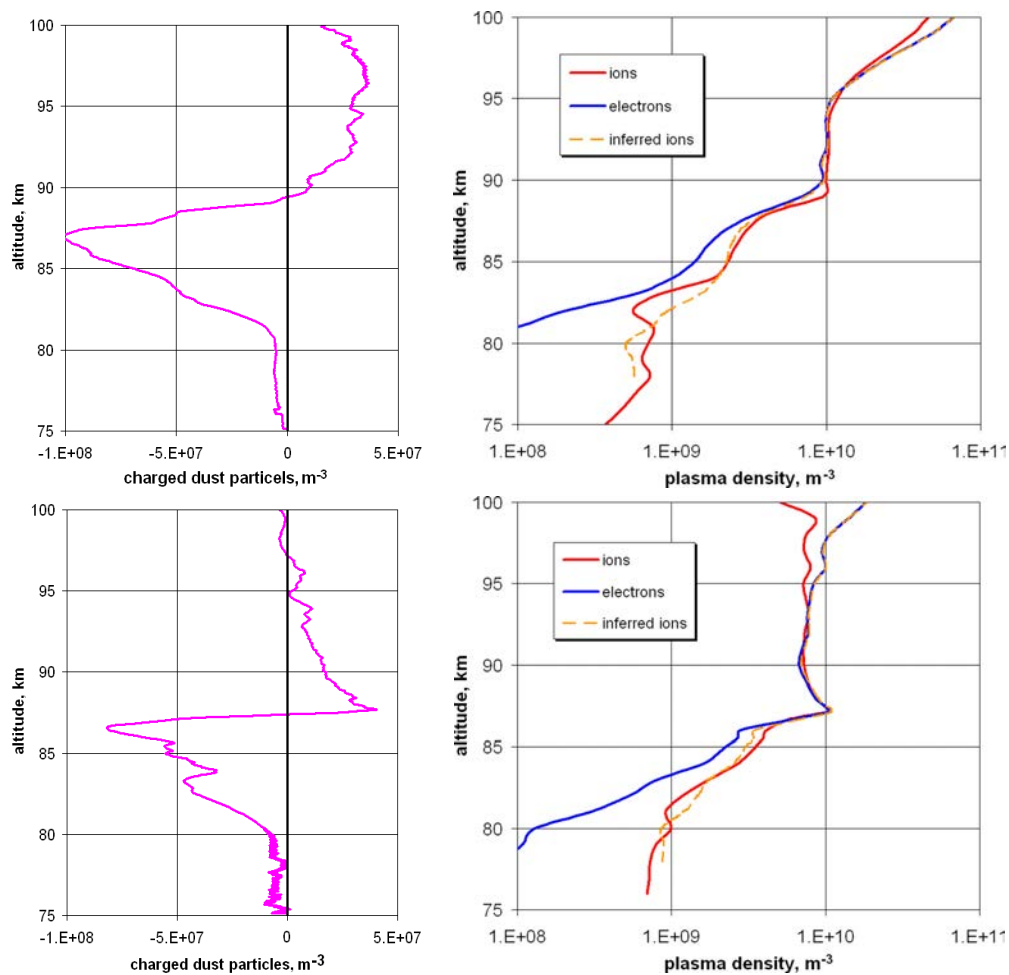 100
95
90
85
80
75
altitude, km
-1.E+08
-5.E+07
0
5.E+07
charged dust particels, m-3
100
95
90
85
80
75
altitude, km
ions
electrons
inferred ions
1.E+08
1.E+09
1.E+10
1.E+11
plasma density, m-3
100
95
90
85
80
75
altitude, km
-1.E+08
-5.E+07
0
5.E+07
charged dust particles, m-3
100
95
90
85
80
75
altitude, km
ions
electrons
inferred ions
1.E+08
1.E+09
1.E+10
1.E+11
plasma density, m-3